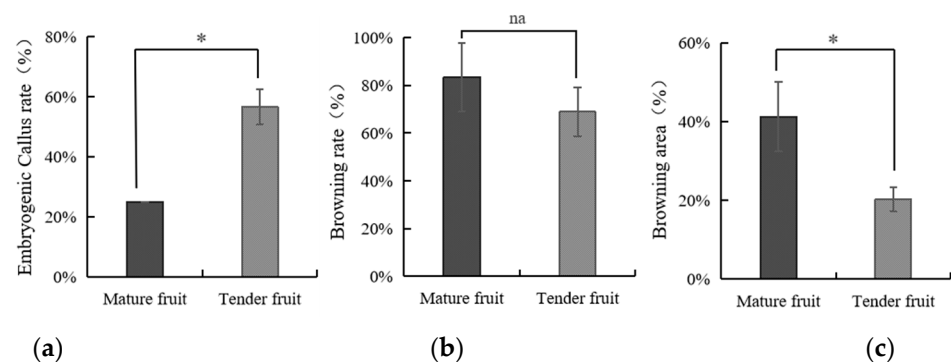 Embryogenic Callus rate（%）
80%
60%
40%
20%
0%
*
Mature fruit
Tender fruit
(a)
Browning rate（%）
100%
80%
60%
40%
20%
0%
na
Mature fruit
Tender fruit
(b)
Browning area（%）
60%
40%
20%
0%
*
Mature fruit
Tender fruit
(c)